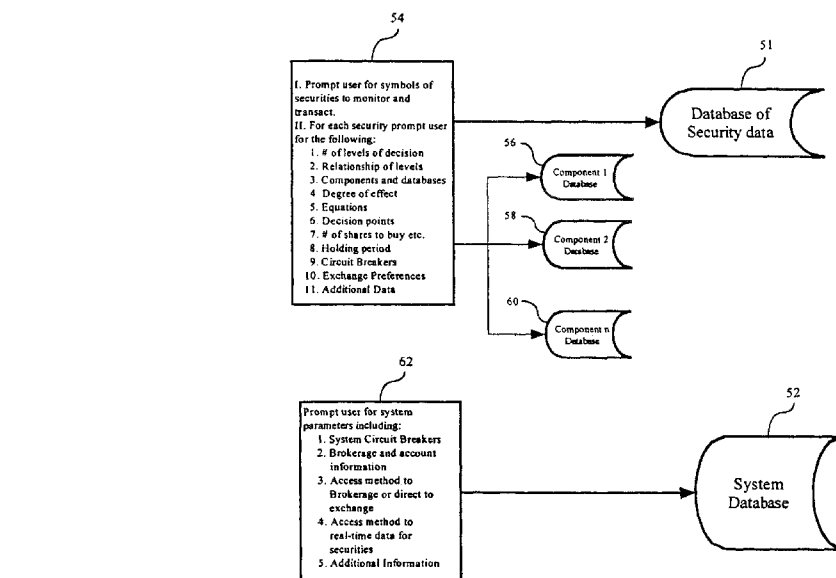 54
I. Prompt user for symbols of
securities to monitor and
transact.
II. For each security prompt user
for the following:
1. # of levels of decision
2. Relationship of levels
3. Components and databases
4 Degree of effect
5. Equations
6. Decision points
7. # of shares to buy etc.
8. Holding period
9. Circuit Breakers
10. Exchange Preferences
11. Additional Data
51
Database of
Security data
56
Component 1
Database
58
Component 2
Database
60
Component n
Database
62
Prompt user for system
parameters including:
1. System Circuit Breakers
2. Brokerage and account
information
3. Access method to
Brokerage or direct to
exchange
4. Access method to
real-time data for
securities
5. Additional Information
52
System
Database